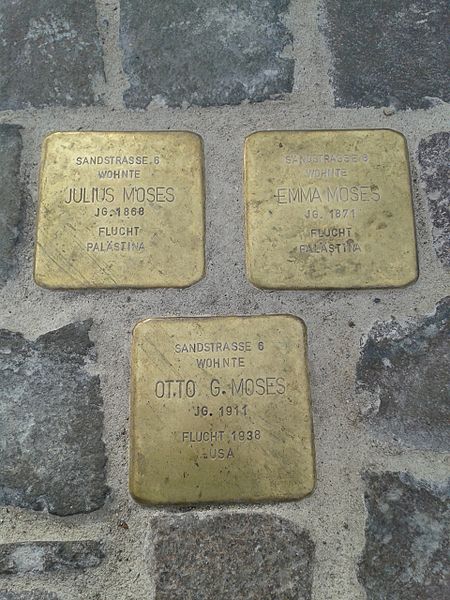 SANDSTRASSE 6
WOHNTE
JULIUS MOSES
JG. 1868
FLUCHT
PALÄSTINA
SANDSTRASSE 6
WOHNTE
EMMA MOSES
JG. 1871
FLUCHT
PALÄSTINA
SANDSTRASSE 6
WOHNTE
OTTO G. MOSES
JG. 1911
FLUCHT 1938
USA